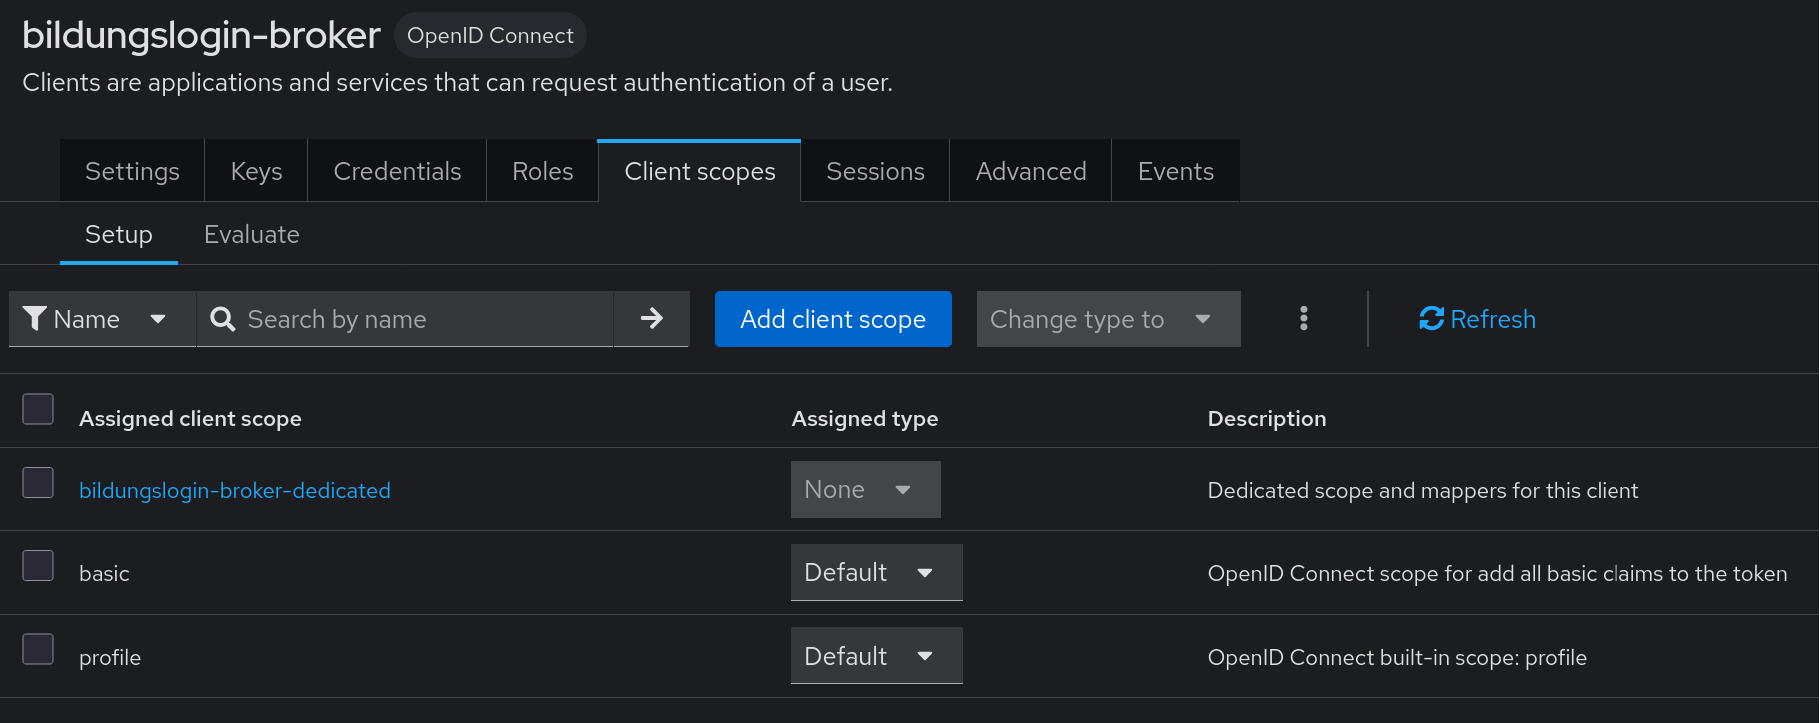 bildungslogin-broker OpenID Connect
Clients are applications and services that can request authentication of a user.
Settings Keys Credentials Roles Client scopes Sessions Advanced Events
Setup Evaluate
Name Search by name Add client scope Change type to Refresh
Assigned client scope Assigned type Description
bildungslogin-broker-dedicated None Dedicated scope and mappers for this client
basic Default OpenID Connect scope for add all basic claims to the token
profile Default OpenID Connect built-in scope: profile